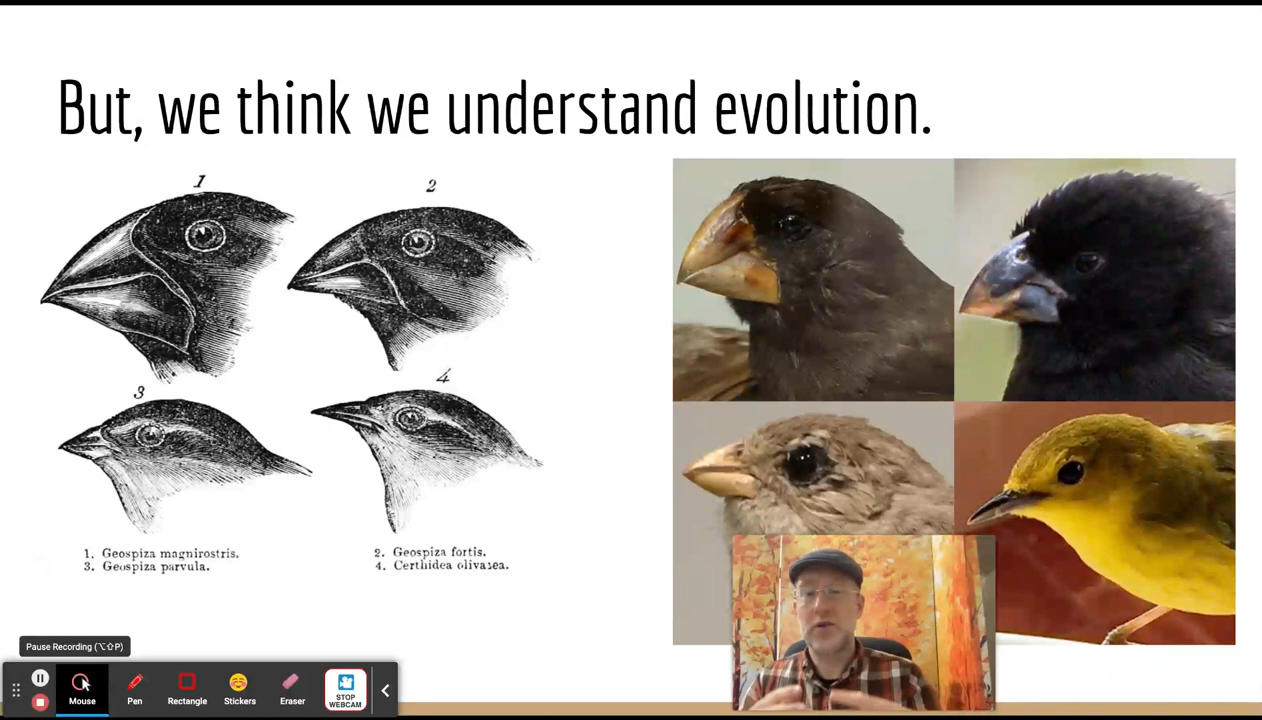 But, we think we understand evolution.
1
2
3
4
1. Geospiza magnirostris.
2. Geospiza fortis.
3. Geospiza parvula.
4. Certhidea olivasea.
Pause Recording (⌥⇧P)
Mouse
Pen
Rectangle
Stickers
Eraser
STOP
WEBCAM